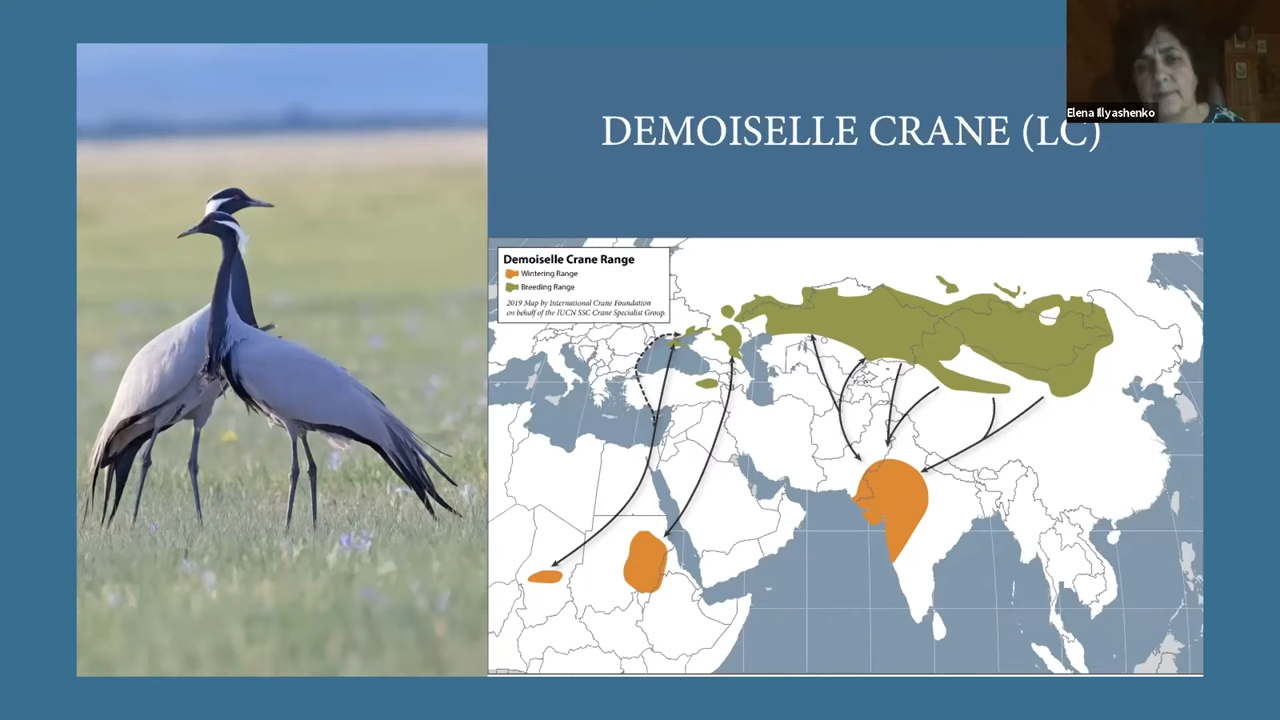 Elena Illyashenko
DEMOISELLE CRANE (LC)
Demoiselle Crane Range
Wintering Range
Breeding Range
2019 Map by International Crane Foundation
on behalf of the IUCN SSC Crane Specialist Group